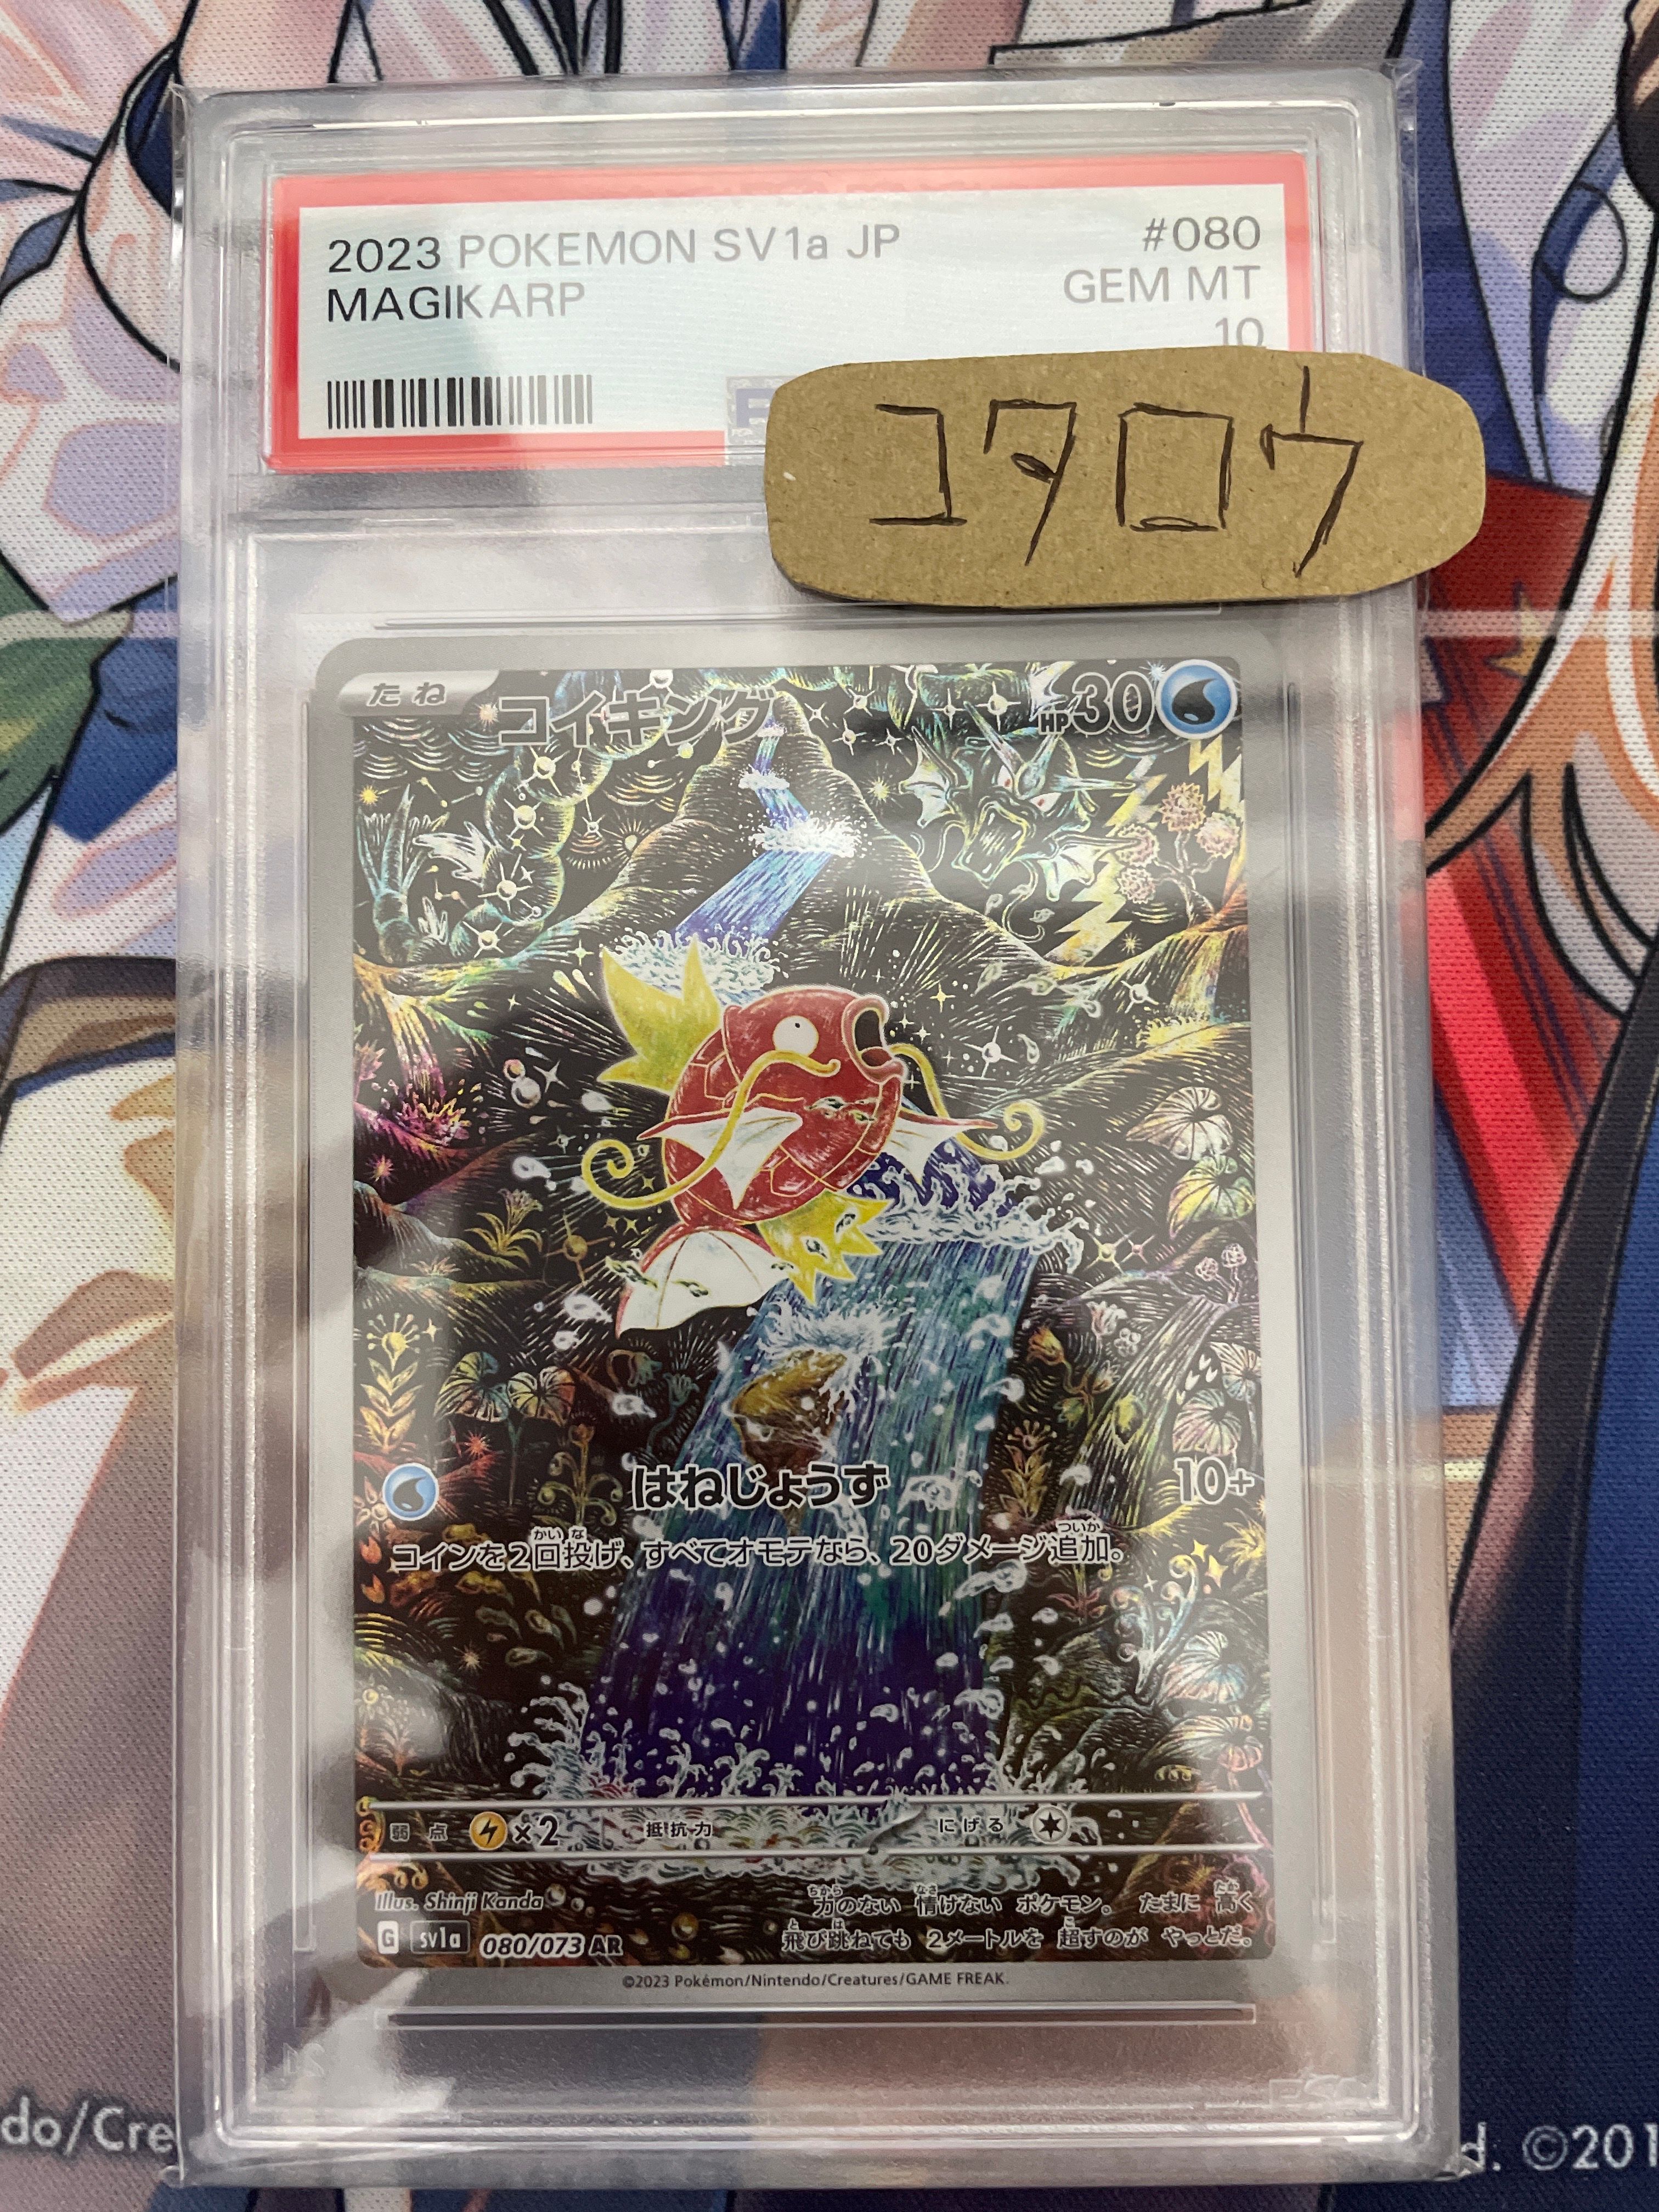 2023 POKEMON SV1a JP #080
MAGIKARP GEM MT
10
コタロウ
たね コイキング HP30
はねじょうず 10+
コインを2回投げ、すべてオモテなら、20ダメージ追加。
弱点 ×2 抵抗力 にげる
Illus. Shinji Kanda
力のない 情けない ポケモン。 たまに 高く
飛び跳ねても 2メートルを 超すのが やっとだ。
G sv1a 080/073 AR
©2023 Pokémon/Nintendo/Creatures/GAME FREAK.
do/Cre
d. ©201